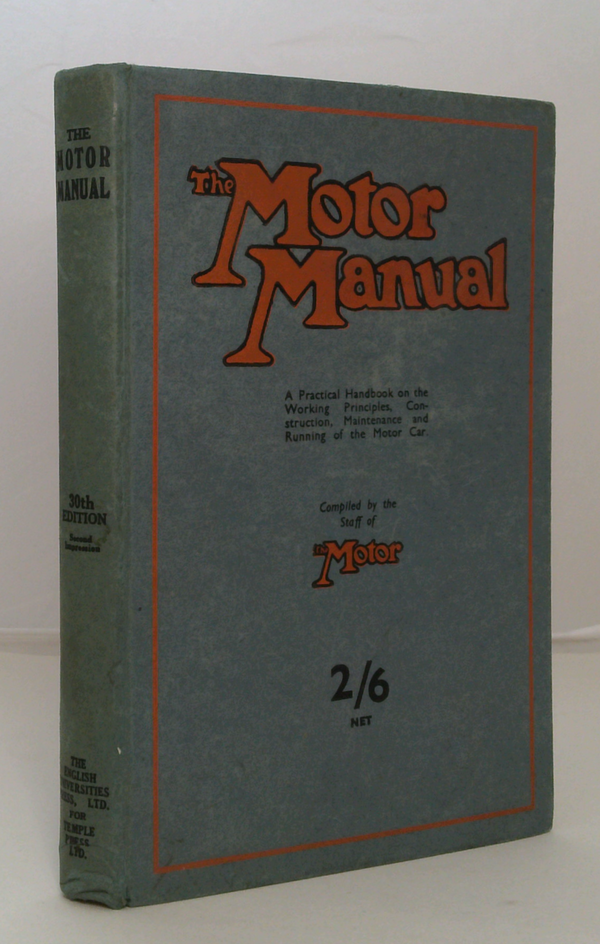 THE
MOTOR
MANUAL
30th
EDITION
Second
Impression
THE
ENGLISH
UNIVERSITIES
PRESS, LTD.
FOR
TEMPLE
PRESS
LTD.
The Motor
Manual
A Practical Handbook on the
Working Principles, Con-
struction, Maintenance and
Running of the Motor Car.
Compiled by the
Staff of
The Motor
2/6
NET